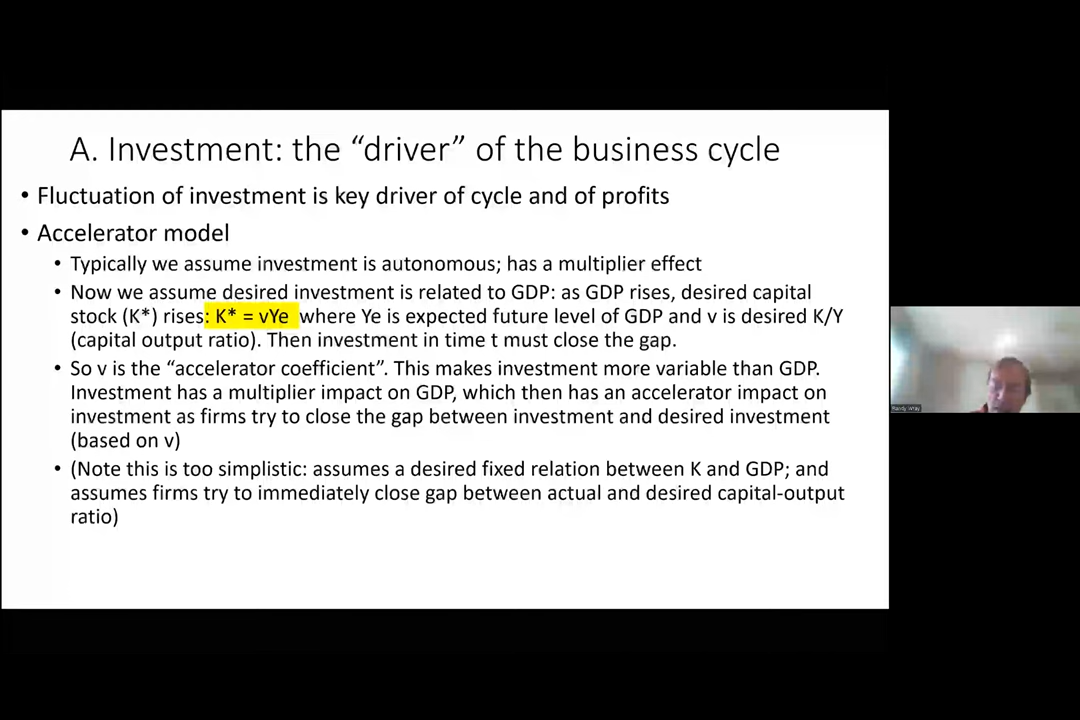 A. Investment: the “driver” of the business cycle
• Fluctuation of investment is key driver of cycle and of profits
• Accelerator model
• Typically we assume investment is autonomous; has a multiplier effect
• Now we assume desired investment is related to GDP: as GDP rises, desired capital
stock (K*) rises: K* = vYe where Ye is expected future level of GDP and v is desired K/Y
(capital output ratio). Then investment in time t must close the gap.
• So v is the “accelerator coefficient”. This makes investment more variable than GDP.
Investment has a multiplier impact on GDP, which then has an accelerator impact on
investment as firms try to close the gap between investment and desired investment
(based on v)
• (Note this is too simplistic: assumes a desired fixed relation between K and GDP; and
assumes firms try to immediately close gap between actual and desired capital-output
ratio)
Randy Wray